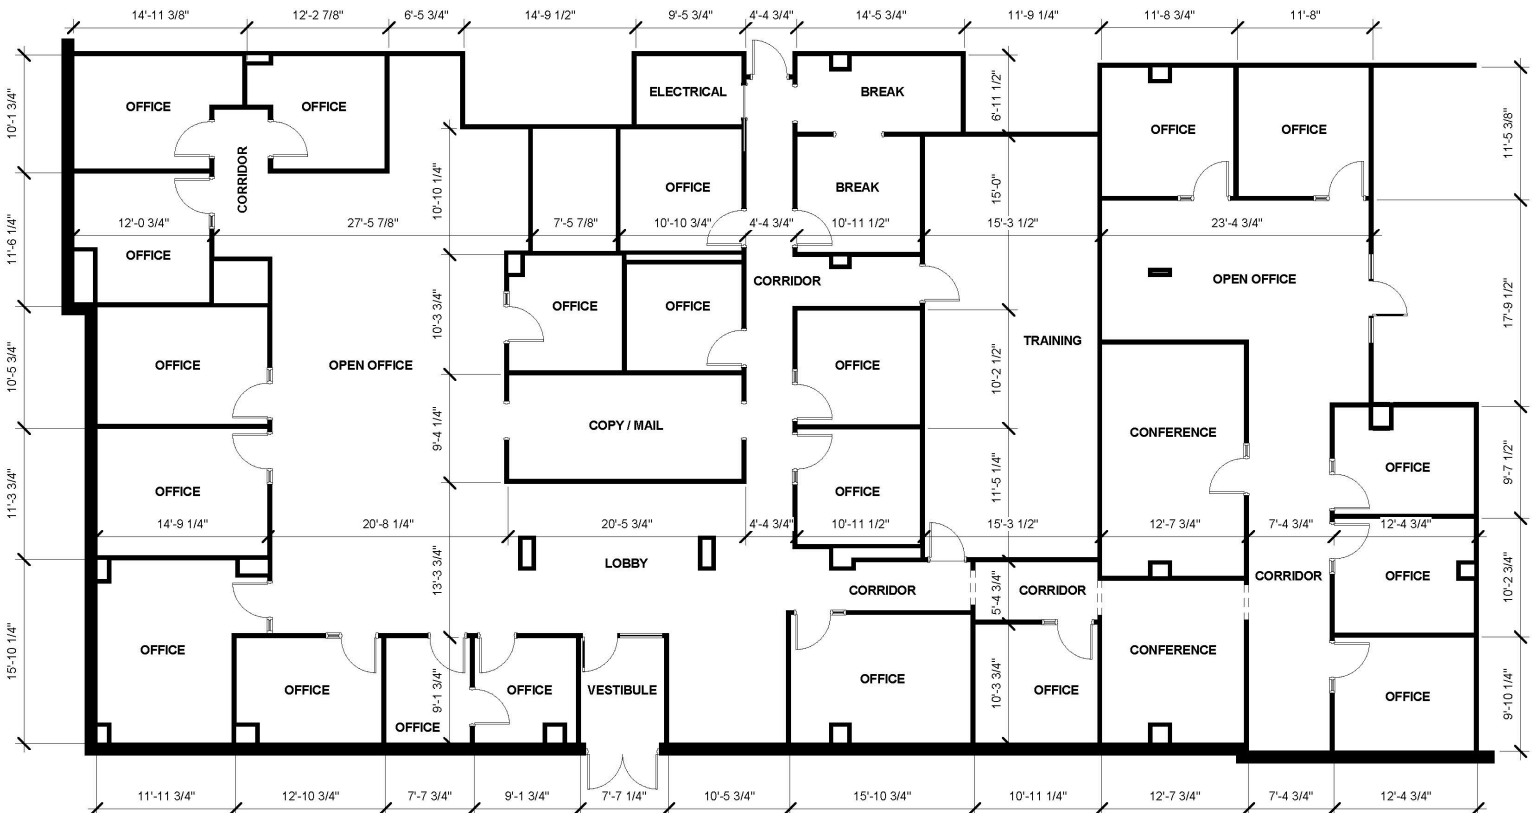 14'-11 3/8" 12'-2 7/8" 6'-5 3/4" 14'-9 1/2" 9'-5 3/4" 4'-4 3/4" 14'-5 3/4" 11'-9 1/4" 11'-8 3/4" 11'-8"
10'-1 3/4"
OFFICE
OFFICE
ELECTRICAL
BREAK
6'-11 1/2"
OFFICE
OFFICE
11'-5 3/8"
CORRIDOR
10'-10 1/4"
OFFICE
BREAK
15'-0"
11'-6 1/4"
12'-0 3/4" 27'-5 7/8" 7'-5 7/8" 10'-10 3/4" 4'-4 3/4" 10'-11 1/2" 15'-3 1/2" 23'-4 3/4"
OFFICE
CORRIDOR
OPEN OFFICE
17'-9 1/2"
10'-3 3/4"
OFFICE
OFFICE
10'-5 3/4"
OFFICE
OPEN OFFICE
OFFICE
TRAINING
10'-2 1/2"
9'-4 1/4"
COPY / MAIL
CONFERENCE
OFFICE
9'-7 1/2"
11'-3 3/4"
OFFICE
OFFICE
11'-5 1/4"
14'-9 1/4" 20'-8 1/4" 20'-5 3/4" 4'-4 3/4" 10'-11 1/2" 15'-3 1/2" 12'-7 3/4" 7'-4 3/4" 12'-4 3/4"
13'-3 3/4"
LOBBY
CORRIDOR
5'-4 3/4"
CORRIDOR
CORRIDOR
OFFICE
10'-2 3/4"
15'-10 1/4"
OFFICE
OFFICE
9'-1 3/4"
OFFICE
OFFICE
VESTIBULE
OFFICE
10'-3 3/4"
OFFICE
CONFERENCE
OFFICE
9'-10 1/4"
11'-11 3/4" 12'-10 3/4" 7'-7 3/4" 9'-1 3/4" 7'-7 1/4" 10'-5 3/4" 15'-10 3/4" 10'-11 1/4" 12'-7 3/4" 7'-4 3/4" 12'-4 3/4"